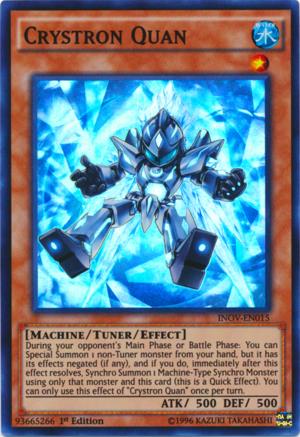 CRYSTRON QUAN
WATER
水
INOV-EN015
[MACHINE/TUNER/EFFECT]
During your opponent's Main Phase or Battle Phase: You can
Special Summon 1 non-Tuner monster from your hand, but it has
its effects negated (if any), and if you do, immediately after this
effect resolves, Synchro Summon 1 Machine-Type Synchro Monster
using only that monster and this card (this is a Quick Effect). You
can only use this effect of "Crystron Quan" once per turn.
ATK/ 500 DEF/ 500
93665266 1st Edition ©1996 KAZUKI TAKAHASHI